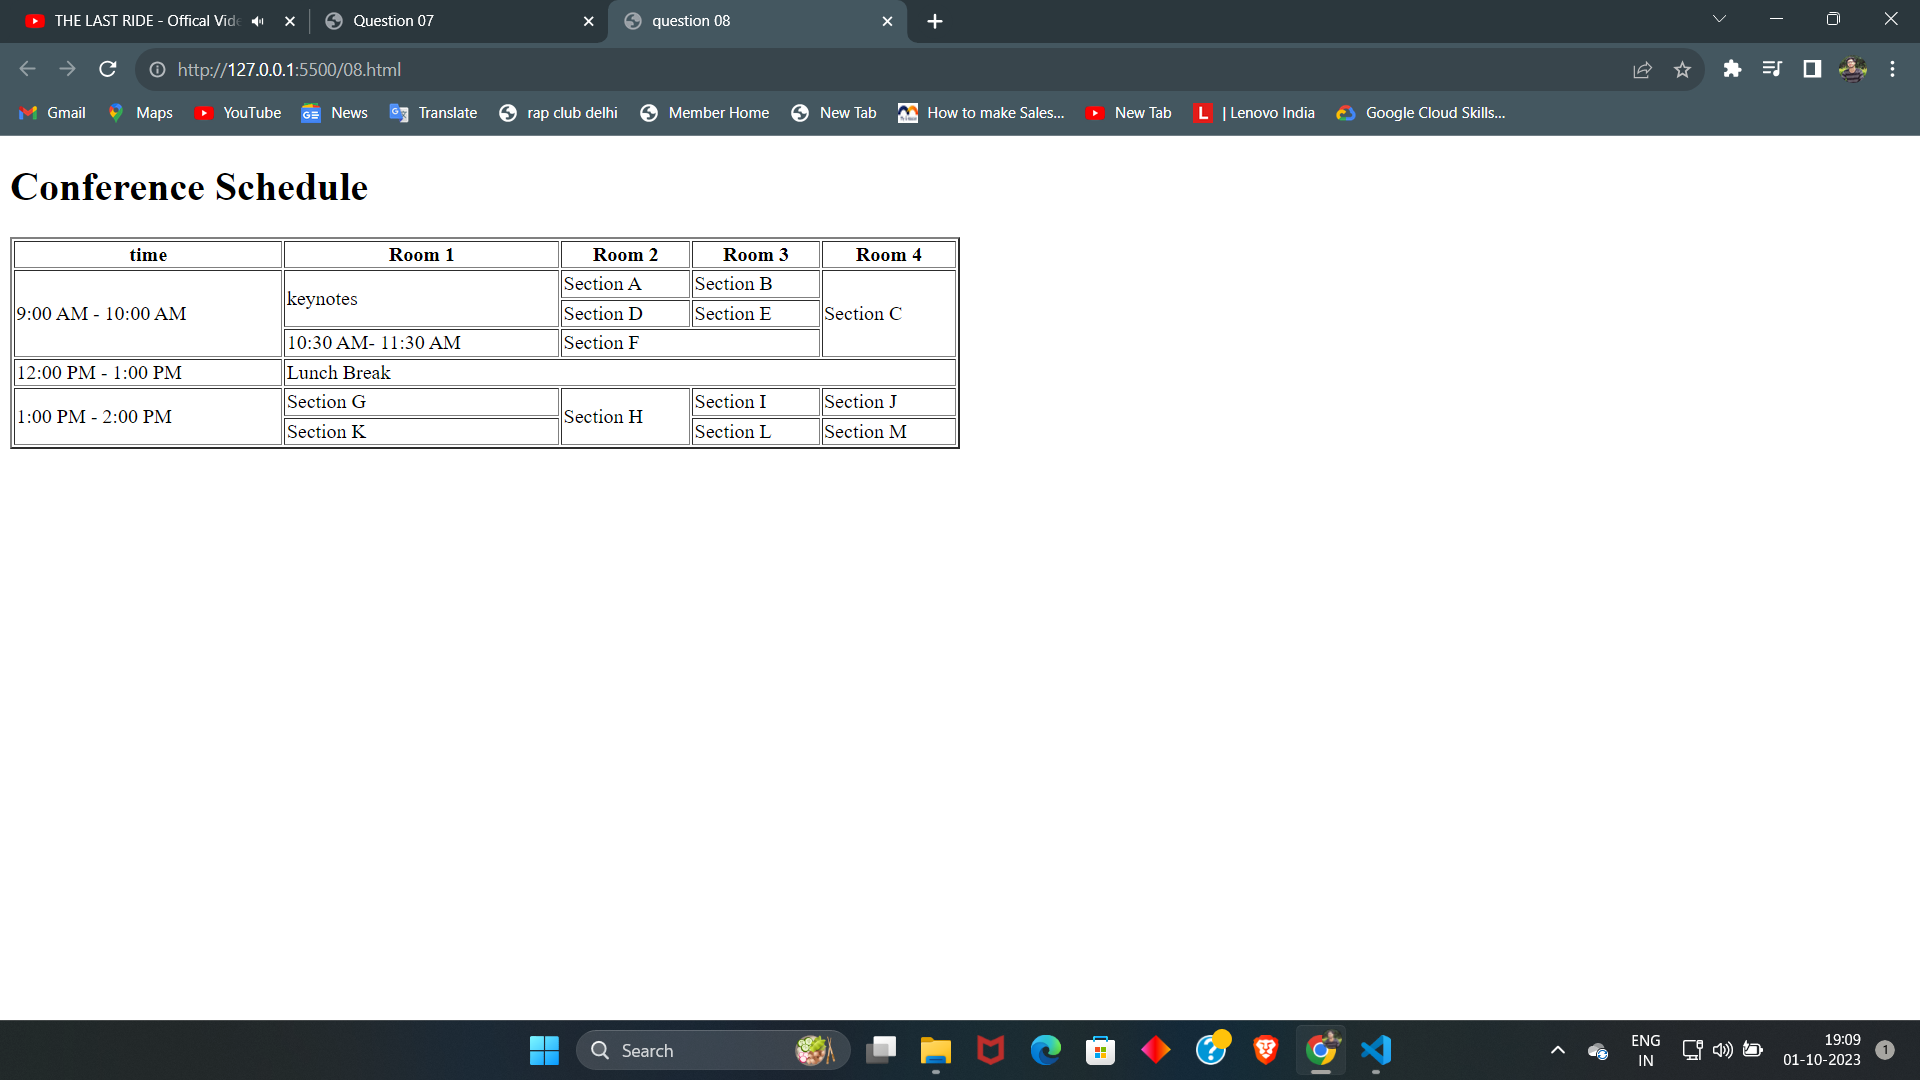 THE LAST RIDE - Offical Vide
Question 07
question 08
http://127.0.0.1:5500/08.html
Gmail
Maps
YouTube
News
Translate
rap club delhi
Member Home
New Tab
How to make Sales...
New Tab
L | Lenovo India
Google Cloud Skills...
Conference Schedule
time Room 1 Room 2 Room 3 Room 4
9:00 AM - 10:00 AM keynotes Section A Section B Section C
Section D Section E
10:30 AM- 11:30 AM Section F
12:00 PM - 1:00 PM Lunch Break
1:00 PM - 2:00 PM Section G Section H Section I Section J
Section K Section L Section M
Search
ENG
IN
19:09
01-10-2023
1